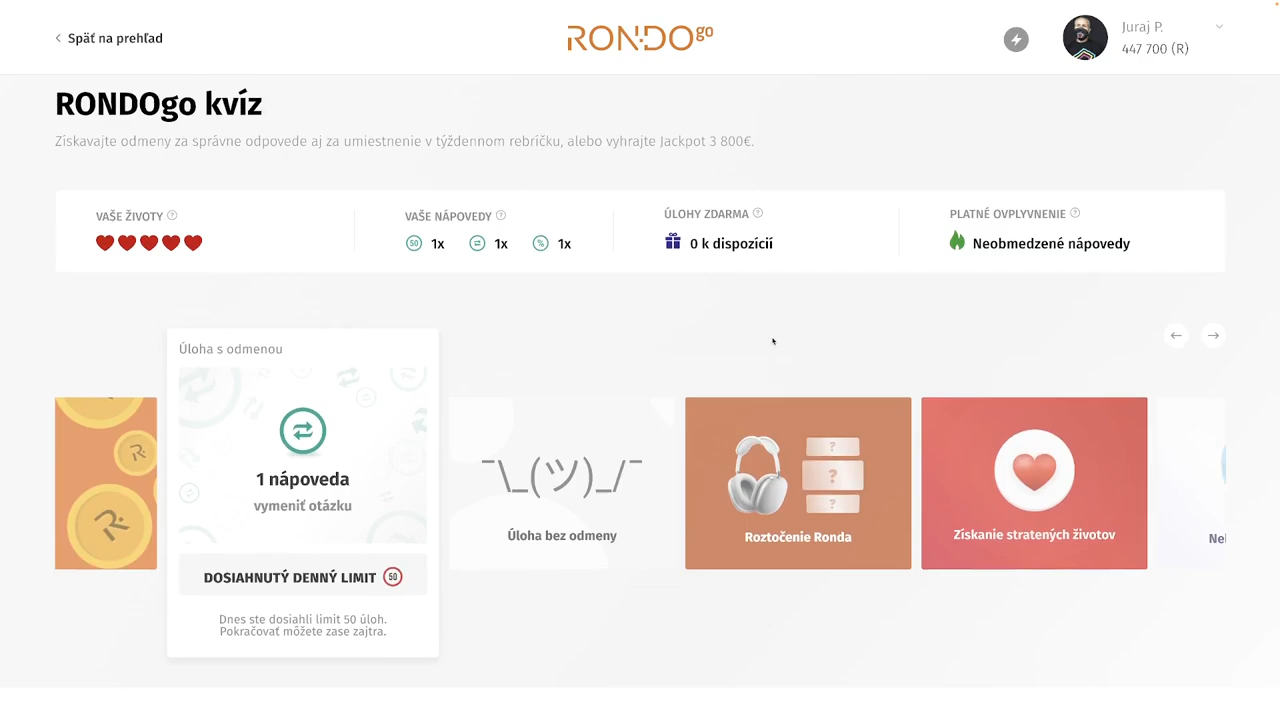 Späť na prehľad
RONDOgo
Juraj P.
447 700 (R)
RONDOgo kvíz
Získavajte odmeny za správne odpovede aj za umiestnenie v týždennom rebríčku, alebo vyhrajte Jackpot 3 800€.
VAŠE ŽIVOTY ?
VAŠE NÁPOVEDY ?
50 1x 1x % 1x
ÚLOHY ZDARMA ?
0 k dispozícií
PLATNÉ OVPLYVNENIE ?
Neobmedzené nápovedy
Úloha s odmenou
1 nápoveda
vymeniť otázku
DOSIAHNUTÝ DENNÝ LIMIT 50
Dnes ste dosiahli limit 50 úloh.
Pokračovať môžete zase zajtra.
¯\_(ツ)_/¯
Úloha bez odmeny
?
?
?
Roztočenie Ronda
Získanie stratených životov
Nel